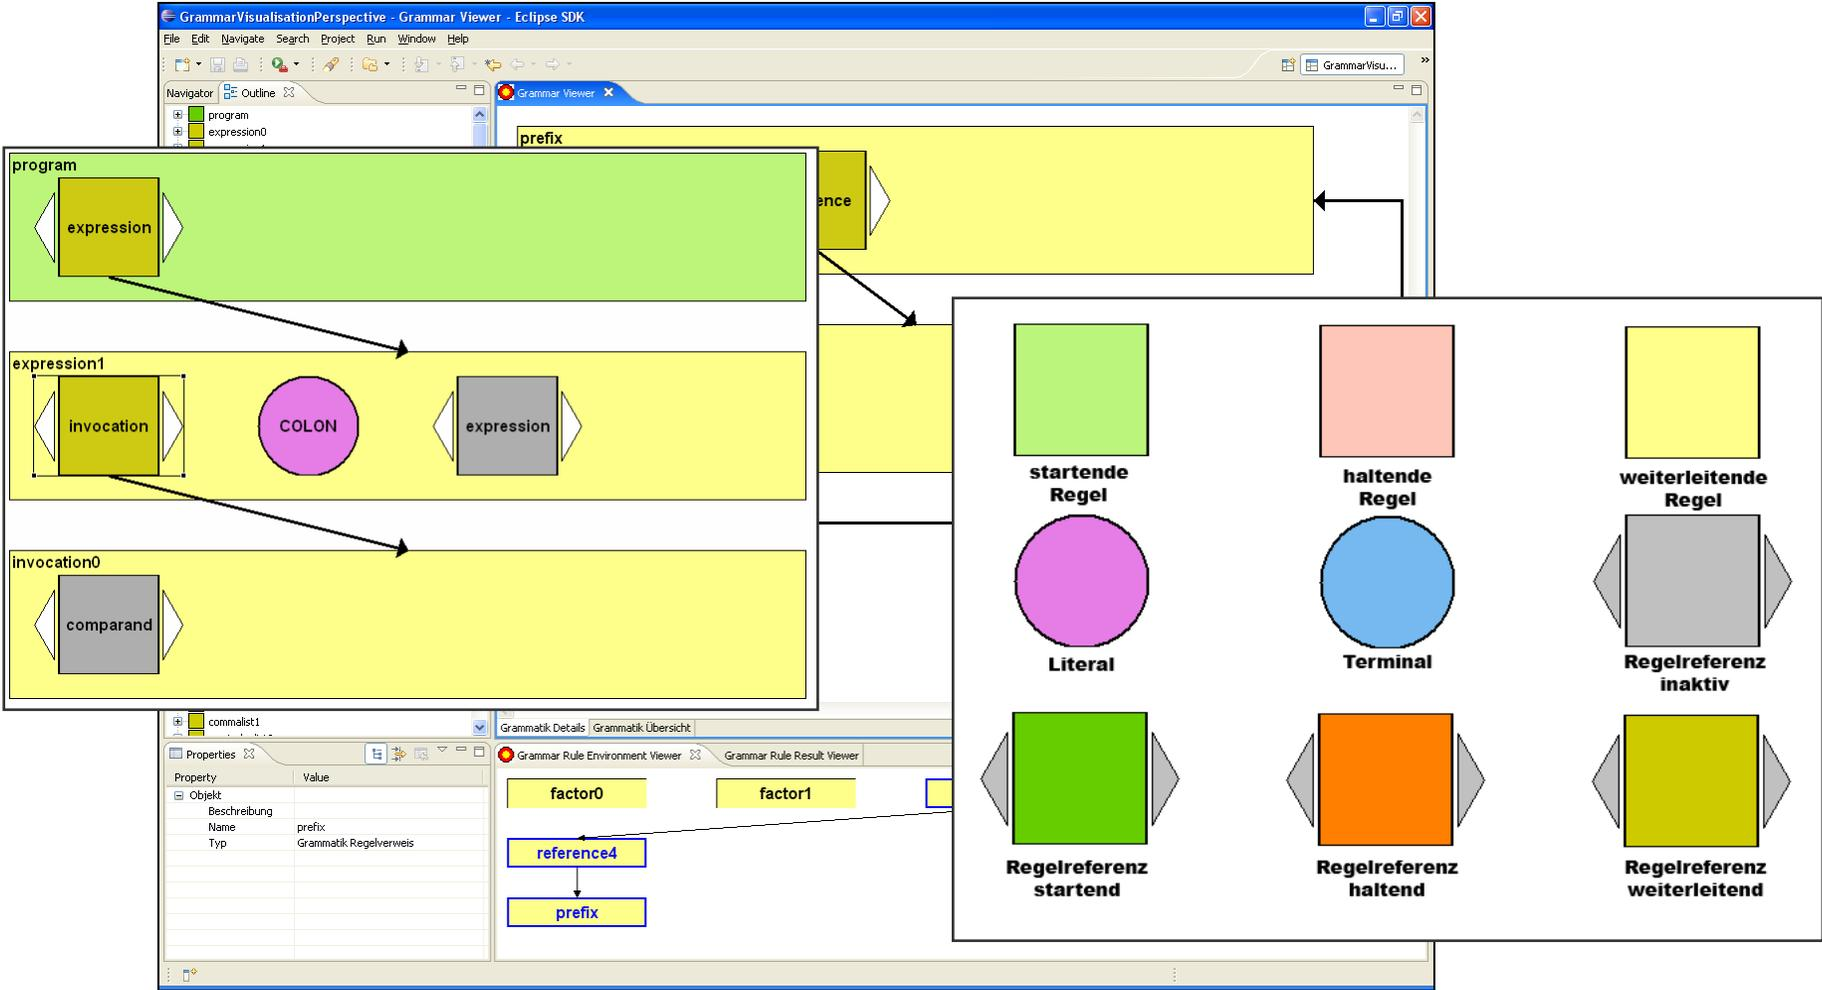 GrammarVisualisationPerspective - Grammar Viewer - Eclipse SDK
File Edit Navigate Search Project Run Window Help
GrammarVisu...
»
Navigator Outline
Grammar Viewer
program
expression0
prefix
ence
program
expression
expression1
invocation
COLON
expression
invocation0
comparand
startende
Regel
haltende
Regel
weiterleitende
Regel
Literal
Terminal
Regelreferenz
inaktiv
Regelreferenz
startend
Regelreferenz
haltend
Regelreferenz
weiterleitend
commalist1
Grammatik Details Grammatik Übersicht
Properties
Property Value
Objekt
Beschreibung
Name prefix
Typ Grammatik Regelverweis
Grammar Rule Environment Viewer Grammar Rule Result Viewer
factor0 factor1
reference4
prefix